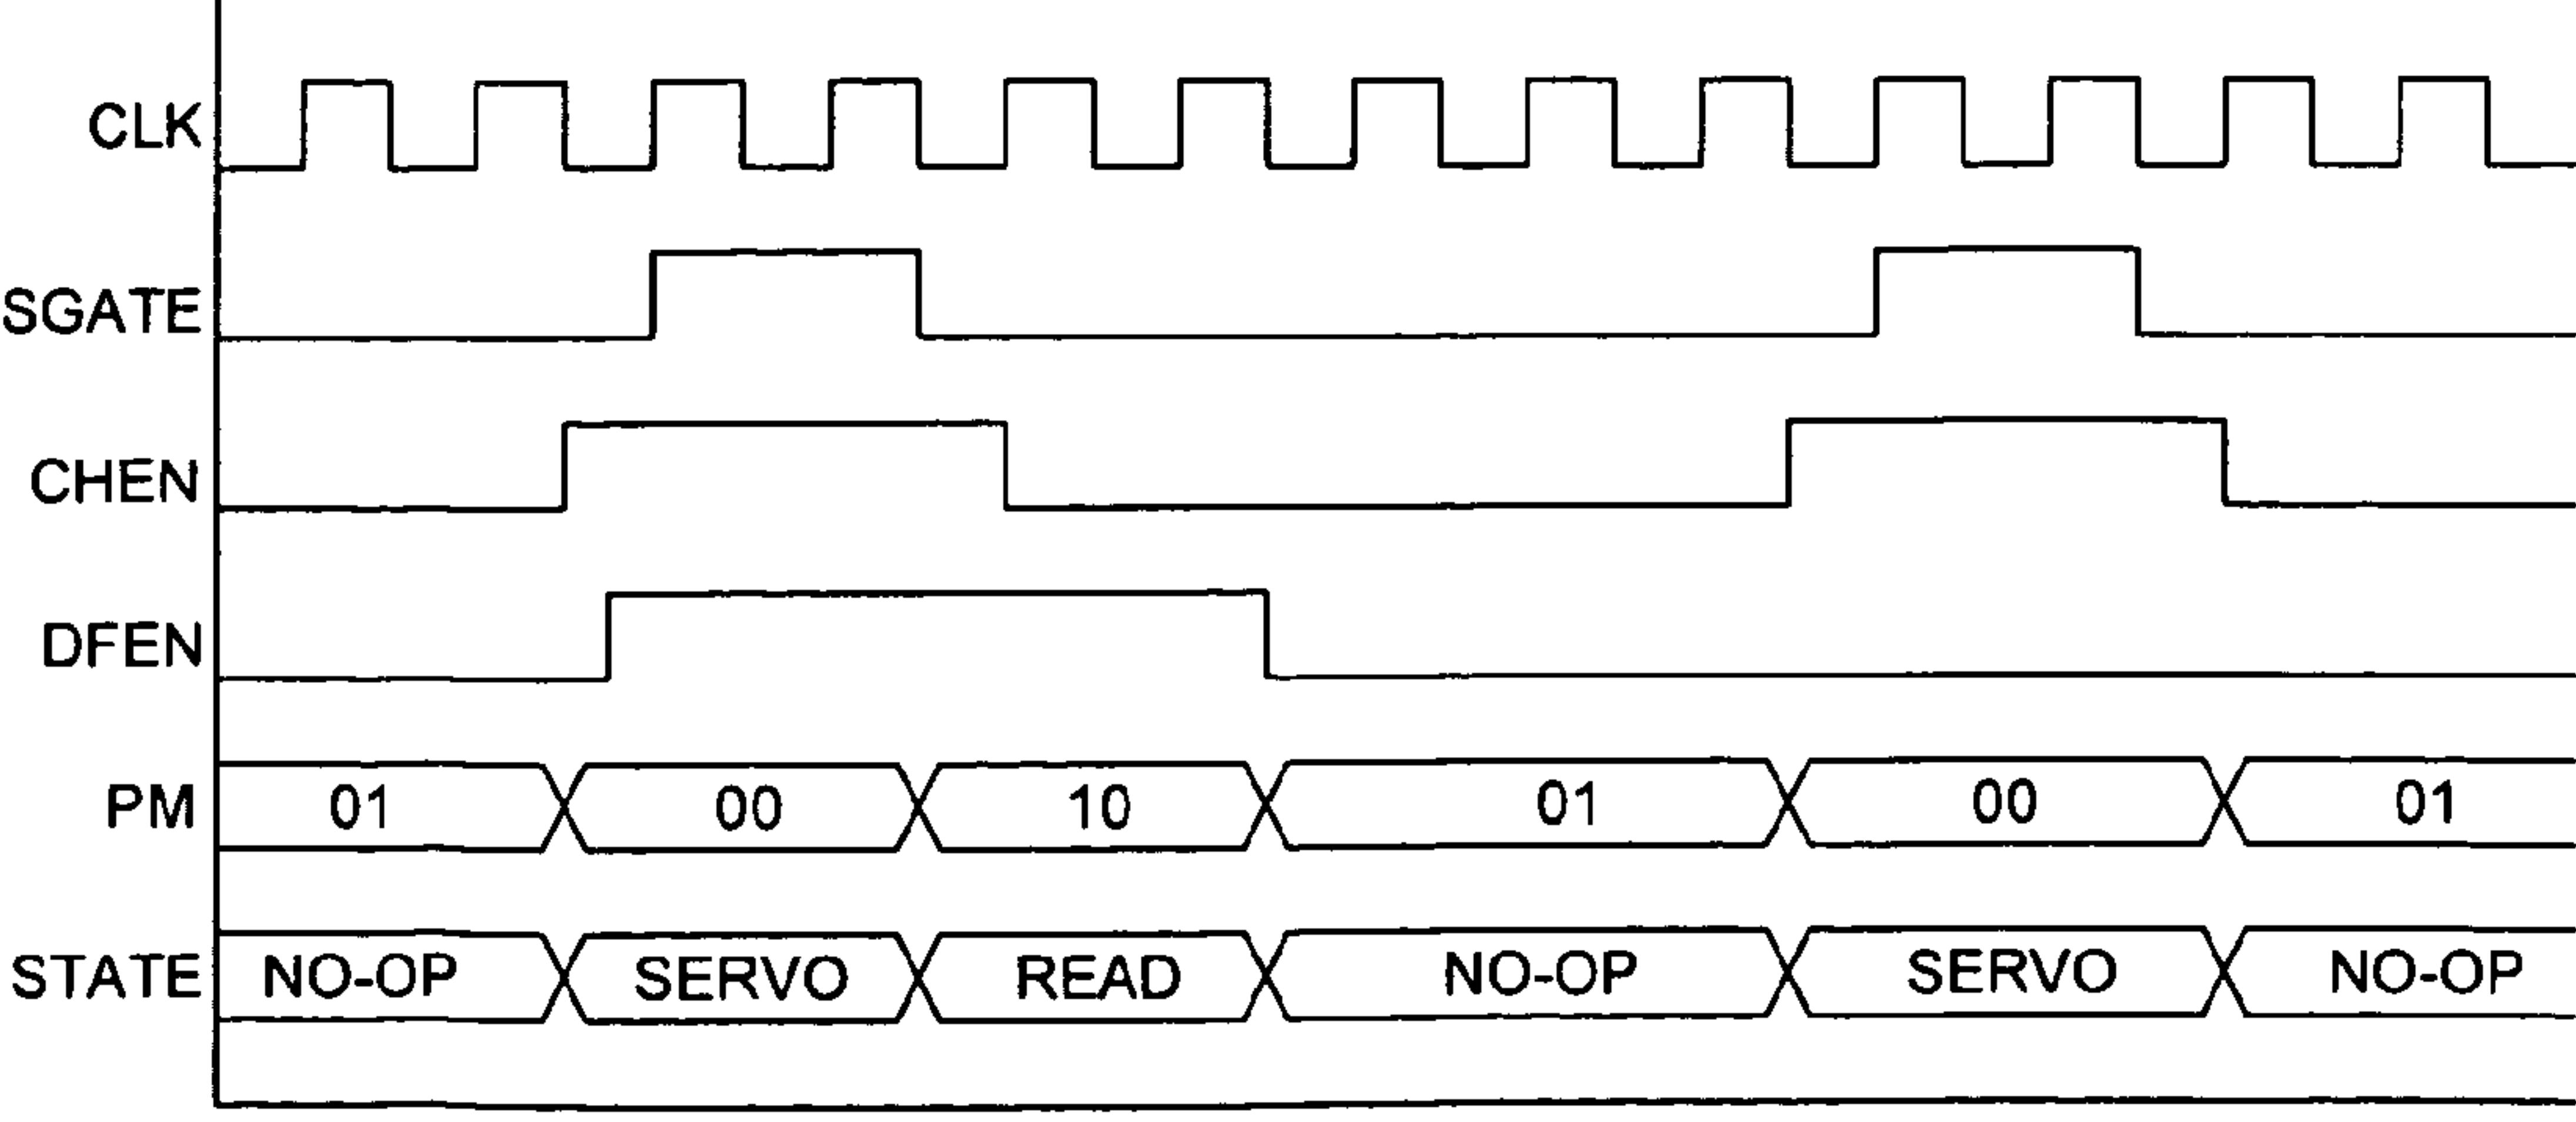 CLK
SGATE
CHEN
DFEN
PM 01 00 10 01 00 01
STATE NO-OP SERVO READ NO-OP SERVO NO-OP